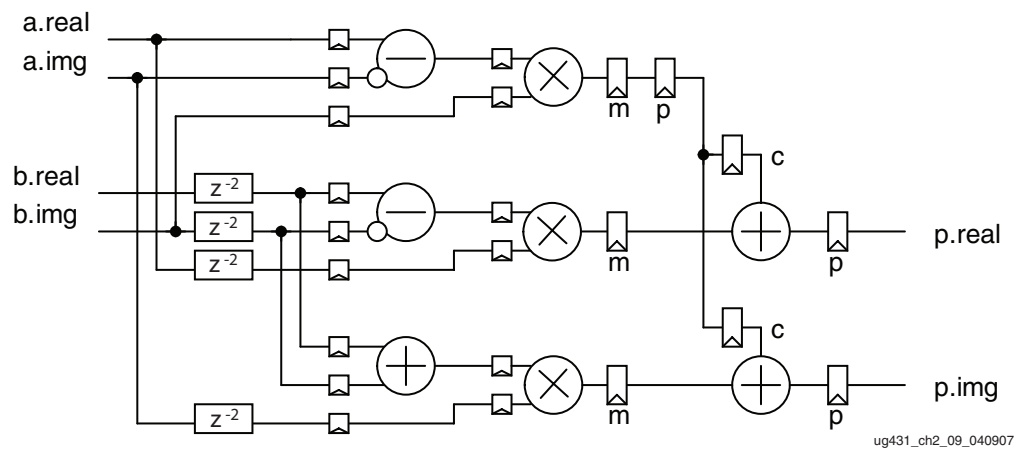 a.real
a.img
m
p
c
b.real
z-2
b.img
z-2
z-2
m
p
p.real
c
z-2
m
p
p.img
ug431_ch2_09_040907